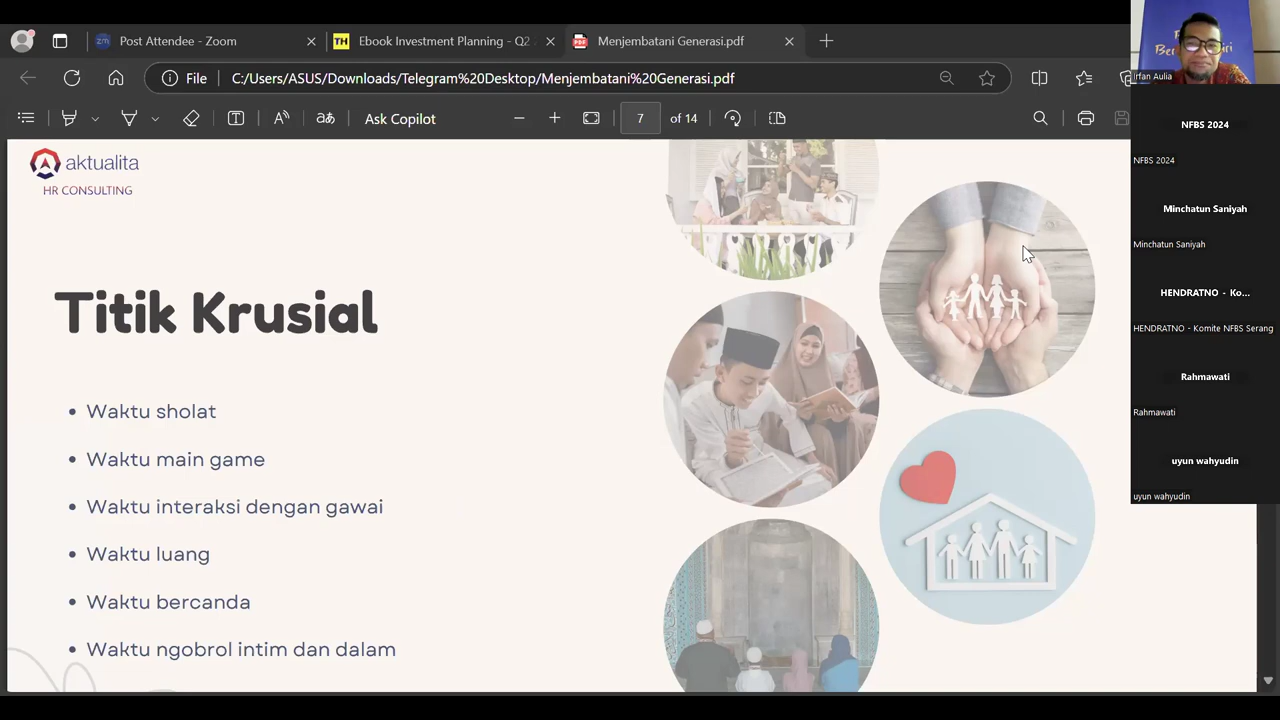 Post Attendee - Zoom
Ebook Investment Planning - Q2
Menjembatani Generasi.pdf
File
C:/Users/ASUS/Downloads/Telegram%20Desktop/Menjembatani%20Generasi.pdf
Ask Copilot
7
of 14
aktualita
HR CONSULTING
Titik Krusial
• Waktu sholat
• Waktu main game
• Waktu interaksi dengan gawai
• Waktu luang
• Waktu bercanda
• Waktu ngobrol intim dan dalam
Irfan Aulia
NFBS 2024
NFBS 2024
Minchatun Saniyah
Minchatun Saniyah
HENDRATNO - Ko...
HENDRATNO - Komite NFBS Serang
Rahmawati
Rahmawati
uyun wahyudin
uyun wahyudin